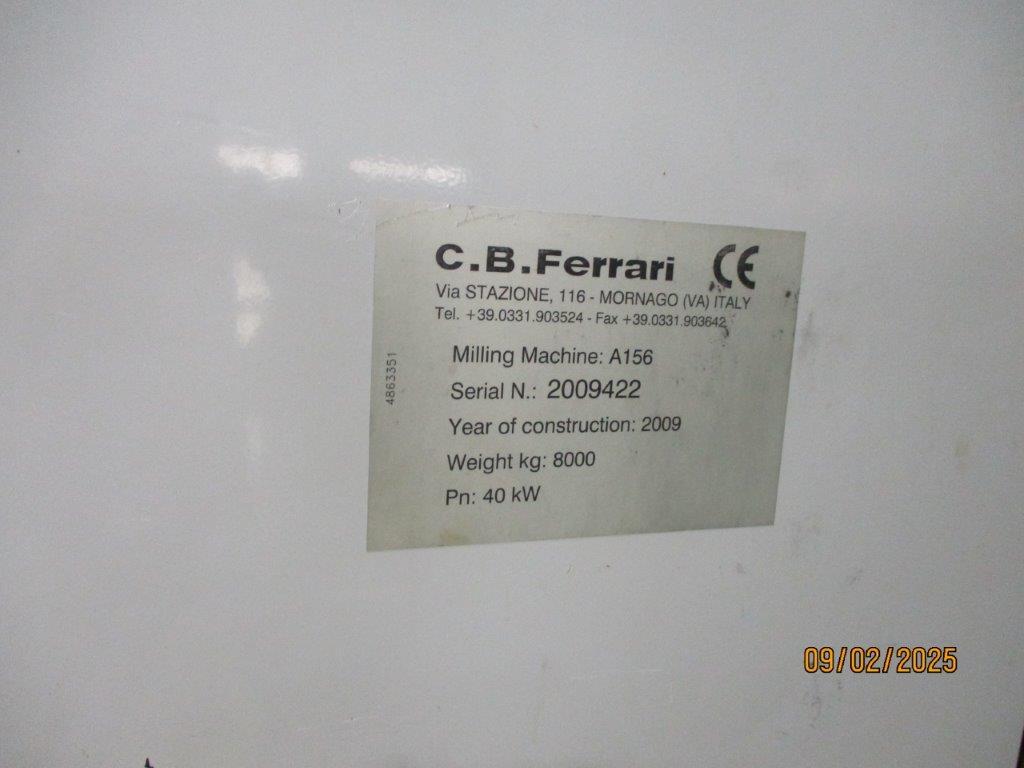 C.B.Ferrari CE
Via STAZIONE, 116 - MORNAGO (VA) ITALY
Tel. +39.0331.903524 - Fax +39.0331.903642
Milling Machine: A156
Serial N.: 2009422
Year of construction: 2009
Weight kg: 8000
Pn: 40 kW
4863351
09/02/2025